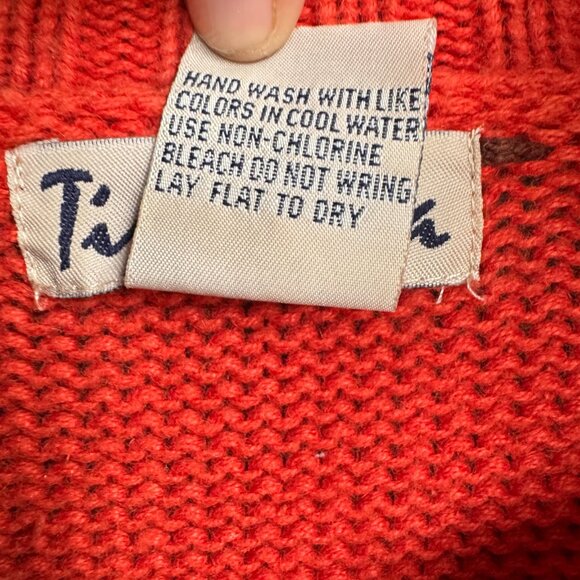 HAND WASH WITH LIKE
COLORS IN COOL WATER
USE NON-CHLORINE
BLEACH DO NOT WRING
LAY FLAT TO DRY